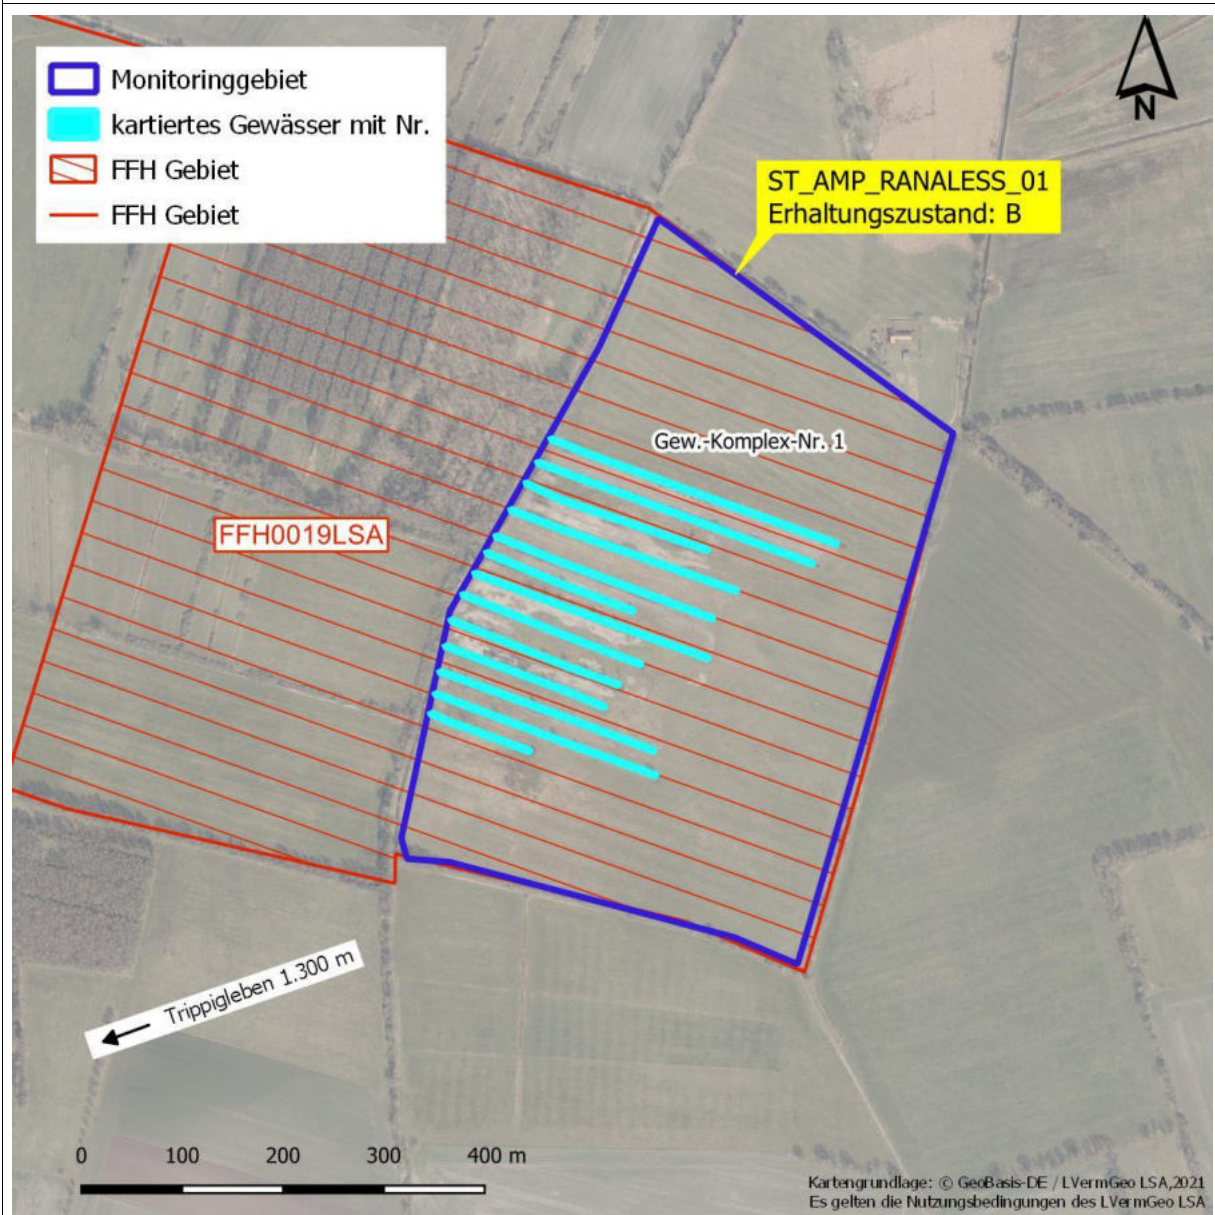 Monitoringgebiet
kartiertes Gewässer mit Nr.
FFH Gebiet
FFH Gebiet
N
ST_AMP_RANALESS_01
Erhaltungszustand: B
Gew.-Komplex-Nr. 1
FFH0019LSA
Trippigleben 1.300 m
0 100 200 300 400 m
Kartengrundlage: © GeoBasis-DE / LVermGeo LSA,2021
Es gelten die Nutzungsbedingungen des LVermGeo LSA